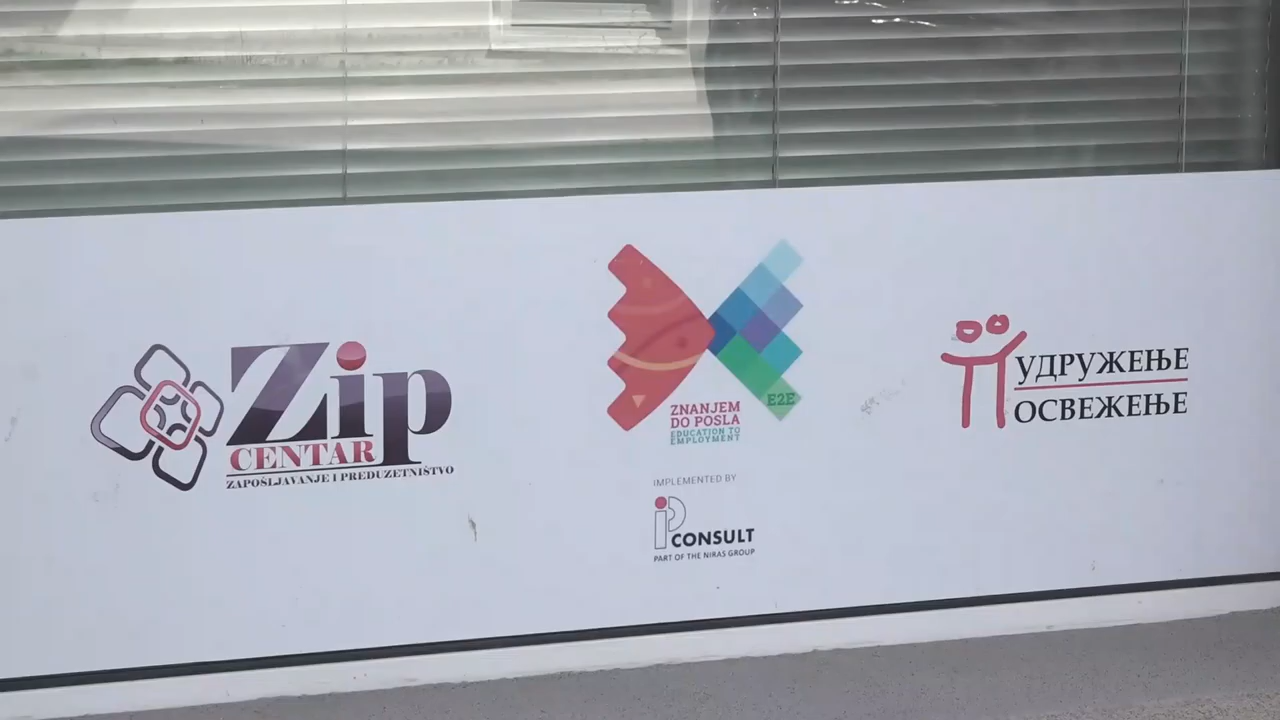 Zip
CENTAR
ZAPOŠLJAVANJE I PREDUZETNIŠTVO
E2E
ZNANJEM
DO POSLA
EDUCATION TO
EMPLOYMENT
IMPLEMENTED BY
iP
CONSULT
PART OF THE NIRAS GROUP
УДРУЖЕЊЕ
ОСВЕЖЕЊЕ